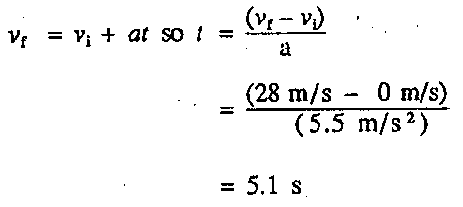 v_f = v_i + at so t = (v_f – v_i) / a
= (28 m/s – 0 m/s) / (5.5 m/s²)
= 5.1 s